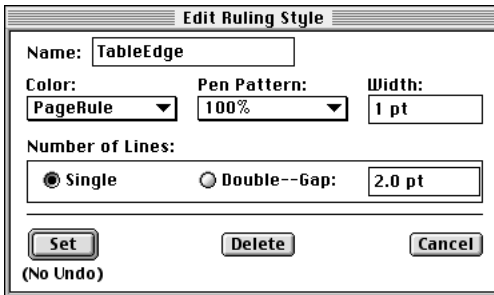 Edit Ruling Style
Name: TableEdge
Color: Pen Pattern: Width:
PageRule 100% 1 pt
Number of Lines:
Single Double--Gap: 2.0 pt
Set Delete Cancel
(No Undo)